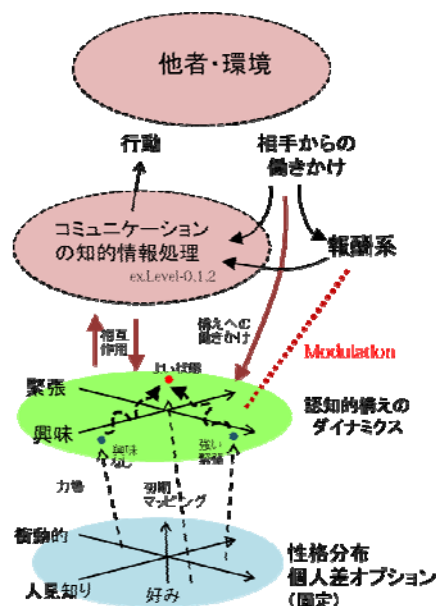 他者・環境
行動
相手からの
働きかけ
コミュニケーション
の知的情報処理
ex.Level-0,1,2
報酬系
相互
作用
構えへの
働きかけ
よい状態
Modulation
緊張
興味
興味
なし
強い
緊張
認知的構えの
ダイナミクス
初期
マッピング
衝動的
人見知り
好み
性格分布
個人差オプション
(固定)